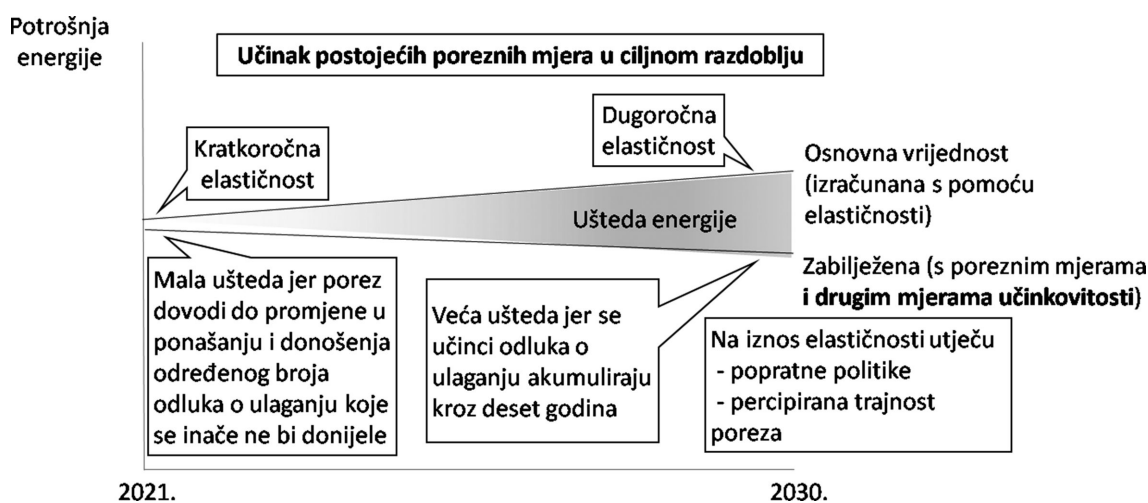 Potrošnja
energije
Učinak postojećih poreznih mjera u ciljnom razdoblju
Kratkoročna
elastičnost
Dugoročna
elastičnost
Osnovna vrijednost
(izračunana s pomoću
elastičnosti)
Ušteda energije
Mala ušteda jer porez
dovodi do promjene u
ponašanju i donošenja
određenog broja
odluka o ulaganju koje
se inače ne bi donijele
Veća ušteda jer se
učinci odluka o
ulaganju akumuliraju
kroz deset godina
Zabilježena (s poreznim mjerama
i drugim mjerama učinkovitosti)
Na iznos elastičnosti utječu
- popratne politike
- percipirana trajnost
poreza
2021.
2030.